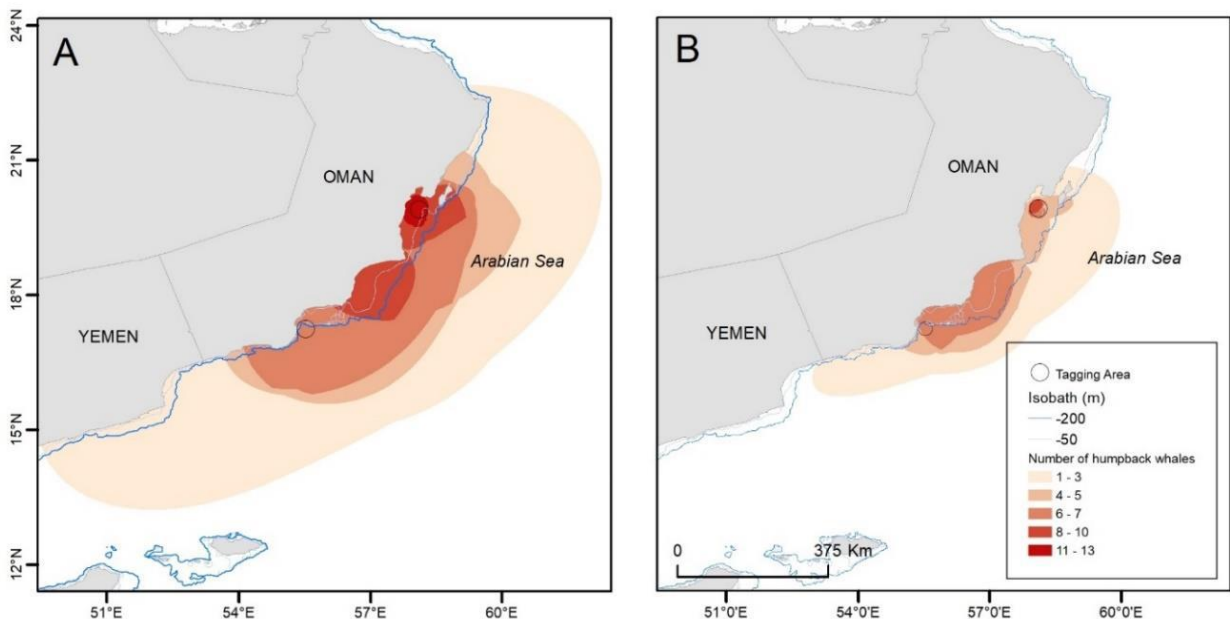 A
24°N
21°N
18°N
15°N
12°N
OMAN
YEMEN
Arabian Sea
51°E
54°E
57°E
60°E
B
OMAN
YEMEN
Arabian Sea
0
375 Km
Tagging Area
Isobath (m)
-200
-50
Number of humpback whales
1 - 3
4 - 5
6 - 7
8 - 10
11 - 13
51°0'E
54°0'E
57°0'E
60°0'E